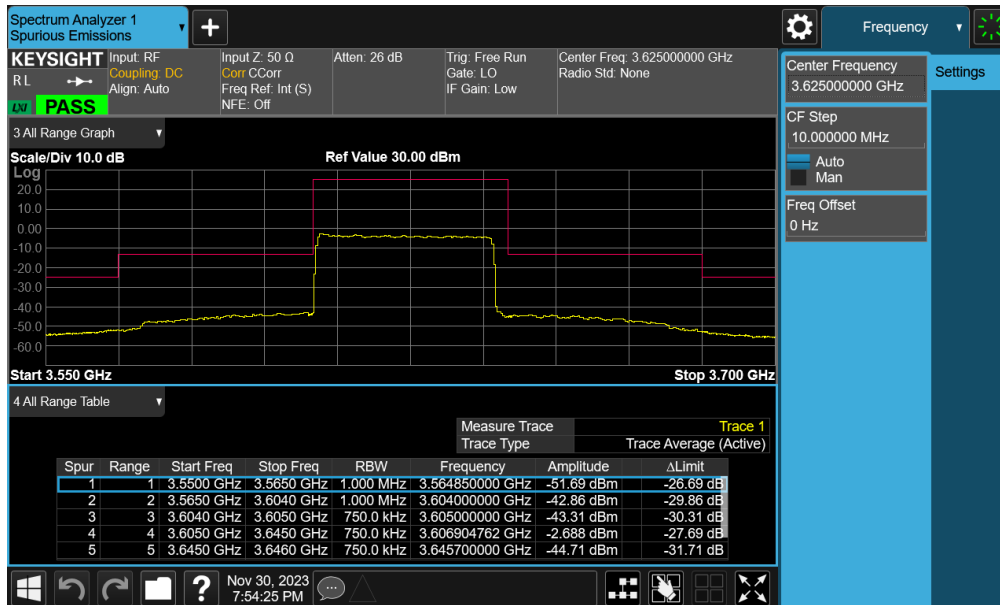 Spectrum Analyzer 1
Spurious Emissions
+
Frequency
KEYSIGHT
R L
LXI
PASS
Input: RF
Coupling: DC
Align: Auto
Input Z: 50 Ω
Corr CCorr
Freq Ref: Int (S)
NFE: Off
Atten: 26 dB
Trig: Free Run
Gate: LO
IF Gain: Low
Center Freq: 3.625000000 GHz
Radio Std: None
Center Frequency
3.625000000 GHz
Settings
CF Step
10.000000 MHz
Auto
Man
Freq Offset
0 Hz
3 All Range Graph
Scale/Div 10.0 dB
Ref Value 30.00 dBm
Log
20.0
10.0
0.00
-10.0
-20.0
-30.0
-40.0
-50.0
-60.0
Start 3.550 GHz
Stop 3.700 GHz
4 All Range Table
Measure Trace Trace 1
Trace Type Trace Average (Active)
Spur Range Start Freq Stop Freq RBW Frequency Amplitude ΔLimit
1 1 3.5500 GHz 3.5650 GHz 1.000 MHz 3.564850000 GHz -51.69 dBm -26.69 dB
2 2 3.5650 GHz 3.6040 GHz 1.000 MHz 3.604000000 GHz -42.86 dBm -29.86 dB
3 3 3.6040 GHz 3.6050 GHz 750.0 kHz 3.605000000 GHz -43.31 dBm -30.31 dB
4 4 3.6050 GHz 3.6450 GHz 750.0 kHz 3.606904762 GHz -2.688 dBm -27.69 dB
5 5 3.6450 GHz 3.6460 GHz 750.0 kHz 3.645700000 GHz -44.71 dBm -31.71 dB
?
Nov 30, 2023
7:54:25 PM